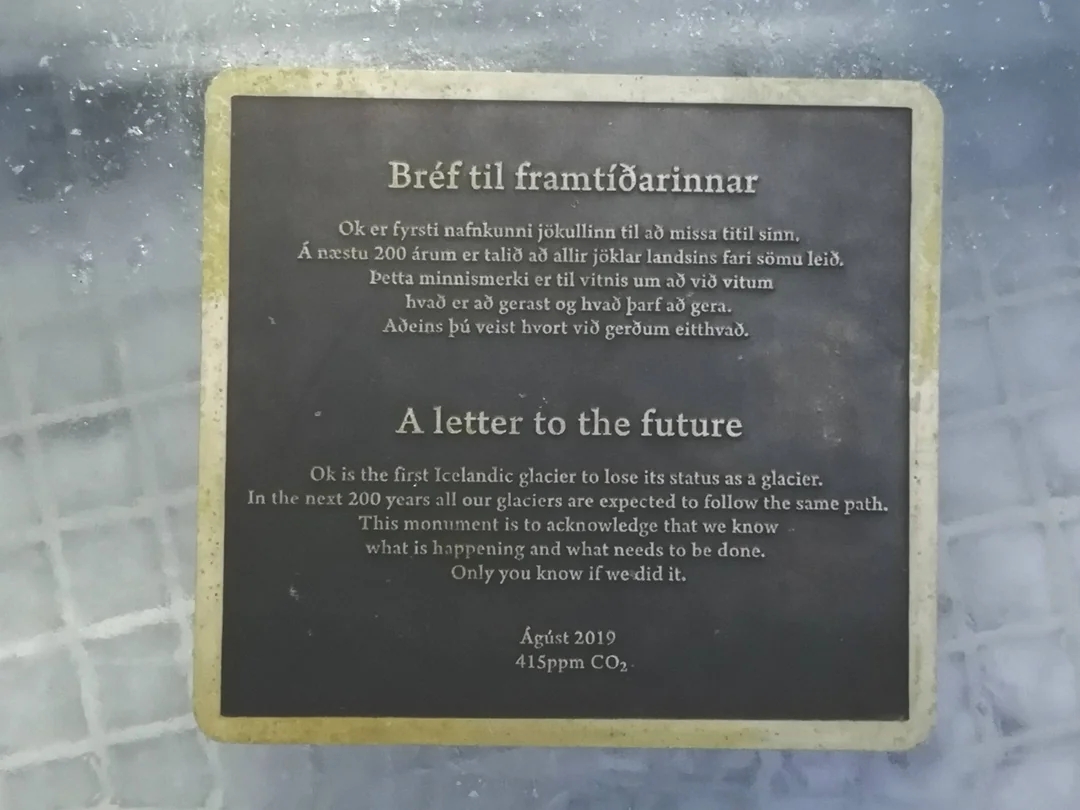 Bréf til framtíðarinnar
Ok er fyrsti nafnkunni jökullinn til að missa titil sinn.
Á næstu 200 árum er talið að allir jöklar landsins fari sömu leið.
Þetta minnismerki er til vitnis um að við vitum
hvað er að gerast og hvað þarf að gera.
Aðeins þú veist hvort við gerðum eitthvað.
A letter to the future
Ok is the first Icelandic glacier to lose its status as a glacier.
In the next 200 years all our glaciers are expected to follow the same path.
This monument is to acknowledge that we know
what is happening and what needs to be done.
Only you know if we did it.
Ágúst 2019
415ppm CO₂